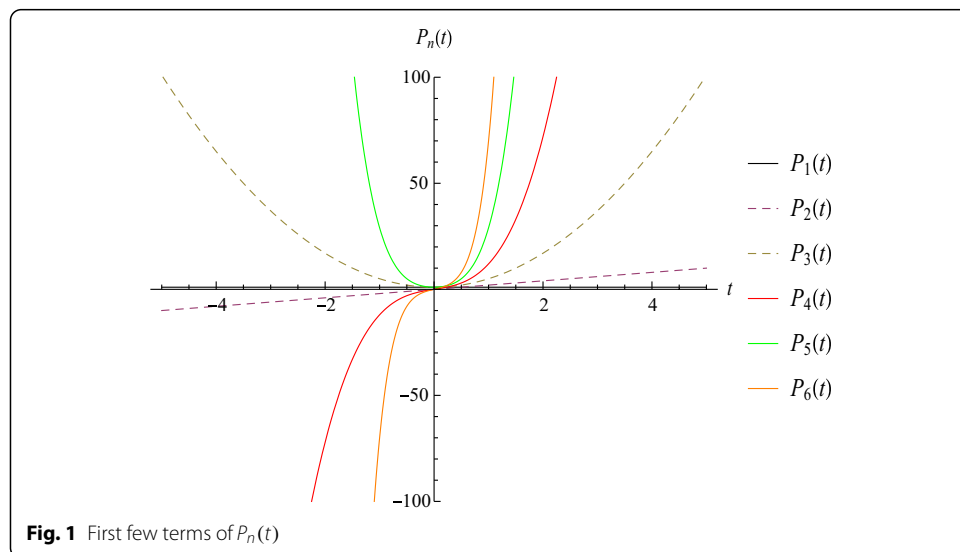 Pₙ(t)
100
50
−4
−2
2
4
t
−50
−100
P₁(t)
P₂(t)
P₃(t)
P₄(t)
P₅(t)
P₆(t)
Fig. 1 First few terms of Pₙ(t)